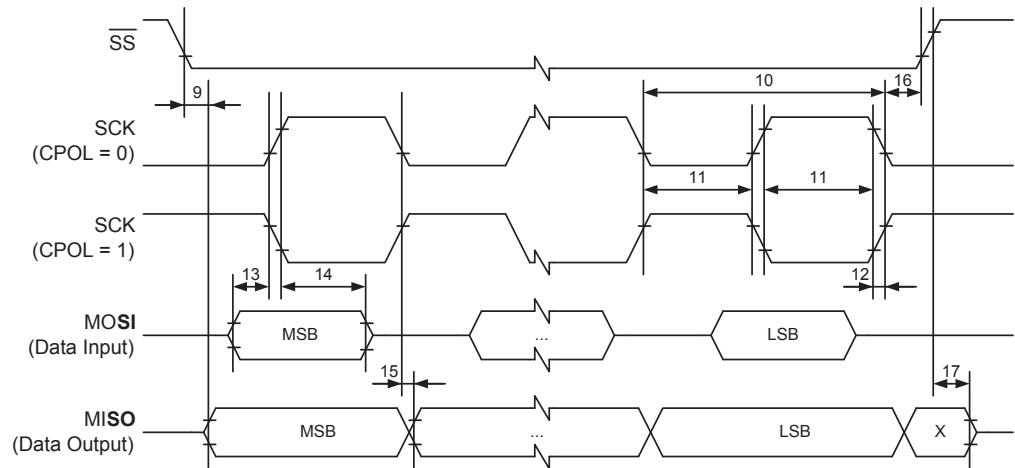 SS
9
10
16
SCK
(CPOL = 0)
11
11
SCK
(CPOL = 1)
13
14
12
MOSI
(Data Input)
MSB
...
LSB
15
17
MISO
(Data Output)
MSB
...
LSB
X